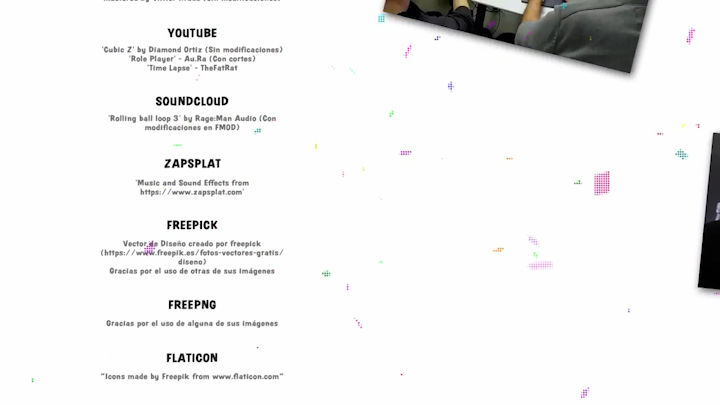 YOUTUBE
'Cubic Z' by Diamond Ortiz (Sin modificaciones)
'Role Player' - Au.Ra (Con cortes)
'Time Lapse' - TheFatRat
SOUNDCLOUD
'Rolling ball loop 3' by Rage:Man Audio (Con
modificaciones en FMOD)
ZAPSPLAT
'Music and Sound Effects from
https://www.zapsplat.com'
FREEPICK
Vector de Diseño creado por freepick
(https://www.freepik.es/fotos-vectores-gratis/
diseno)
Gracias por el uso de otras de sus imágenes
FREEPNG
Gracias por el uso de alguna de sus imágenes
FLATICON
"Icons made by Freepik from www.flaticon.com"